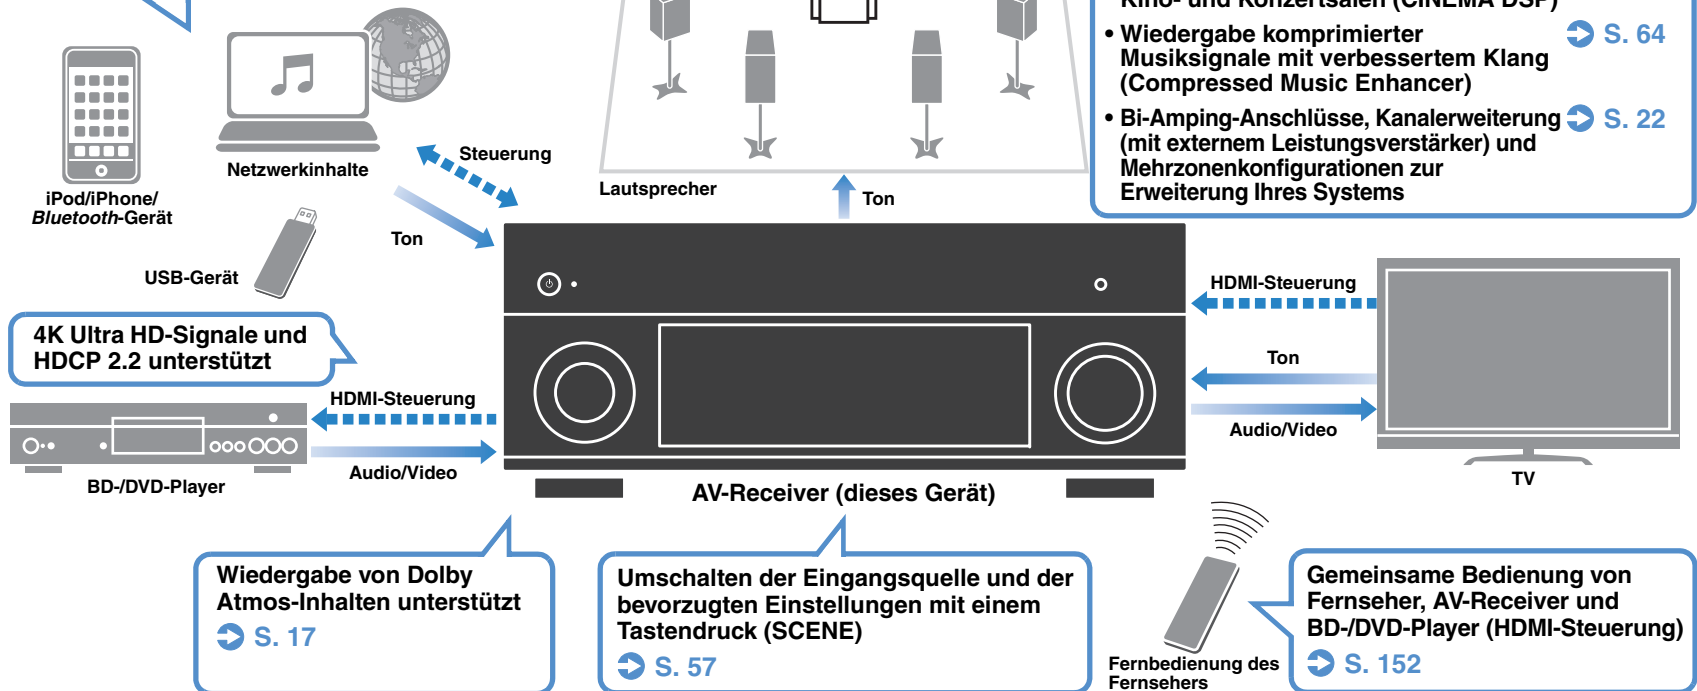 Kino- und Konzertsälen (CINEMA DSP)
• Wiedergabe komprimierter
Musiksignale mit verbessertem Klang
(Compressed Music Enhancer)
S. 64
• Bi-Amping-Anschlüsse, Kanalerweiterung
(mit externem Leistungsverstärker) und
Mehrzonenkonfigurationen zur
Erweiterung Ihres Systems
S. 22
iPod/iPhone/
Bluetooth-Gerät
Netzwerkinhalte
Steuerung
Ton
USB-Gerät
Lautsprecher
Ton
4K Ultra HD-Signale und
HDCP 2.2 unterstützt
HDMI-Steuerung
Audio/Video
BD-/DVD-Player
AV-Receiver (dieses Gerät)
HDMI-Steuerung
Ton
Audio/Video
TV
Wiedergabe von Dolby
Atmos-Inhalten unterstützt
S. 17
Umschalten der Eingangsquelle und der
bevorzugten Einstellungen mit einem
Tastendruck (SCENE)
S. 57
Fernbedienung des
Fernsehers
Gemeinsame Bedienung von
Fernseher, AV-Receiver und
BD-/DVD-Player (HDMI-Steuerung)
S. 152